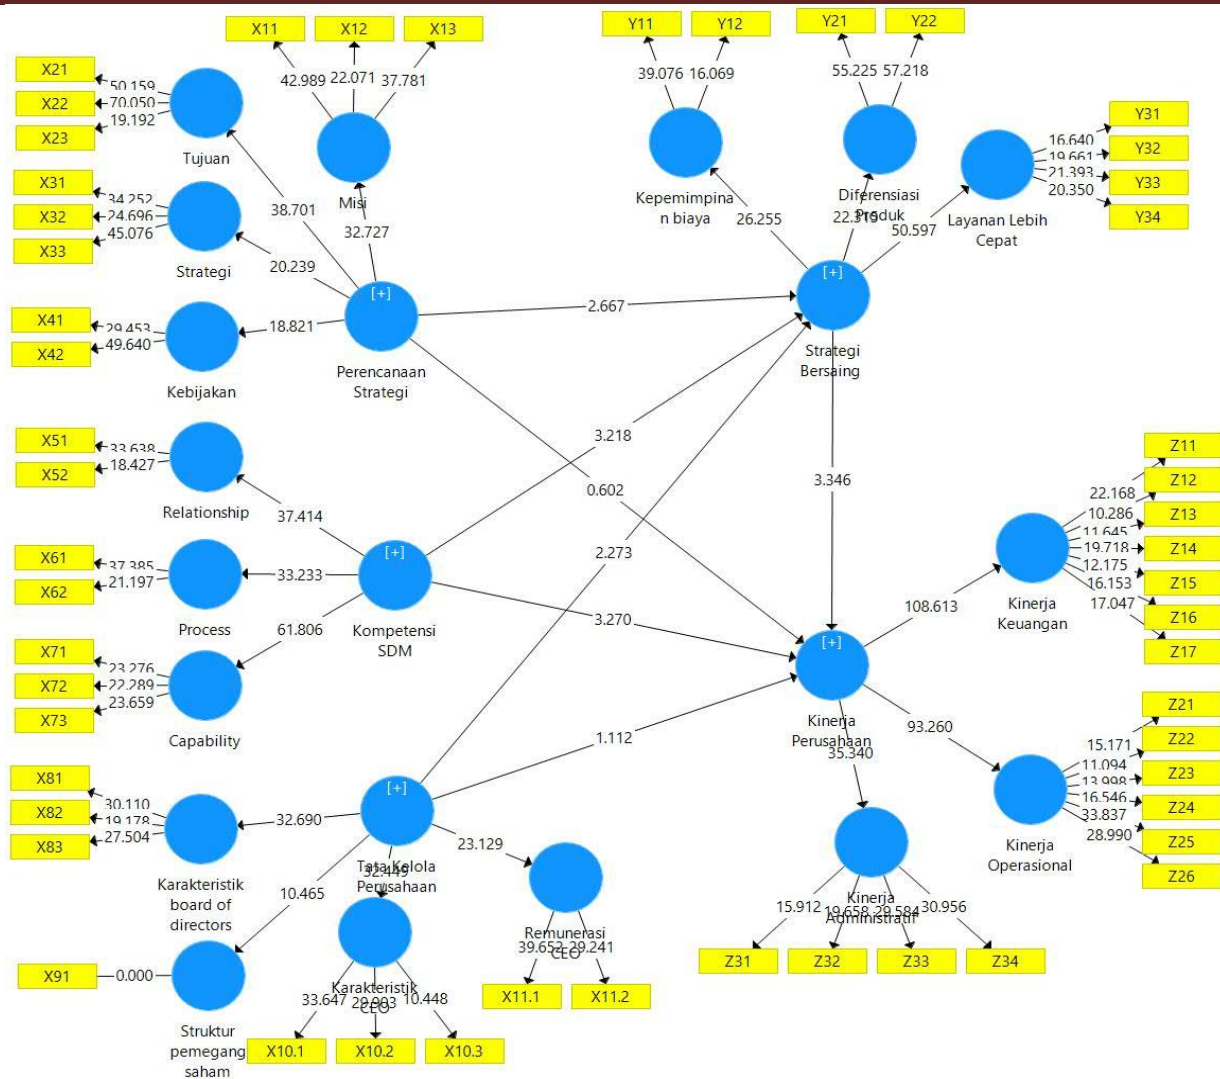 X11
X12
X13
42.989
22.071
37.781
Y11
Y12
39.076
16.069
Y21
Y22
55.225
57.218
X21
X22
X23
50.159
70.050
19.192
Tujuan
Misi
Kepemimpina
n biaya
Diferensiasi
Produk
Y31
Y32
Y33
Y34
16.640
19.661
21.393
20.350
Layanan Lebih
Cepat
X31
X32
X33
34.252
24.696
45.076
Strategi
38.701
32.727
20.239
18.821
26.255
22.315
50.597
X41
X42
29.453
49.640
Kebijakan
[+]
Perencanaan
Strategi
2.667
[+]
Strategi
Bersaing
X51
X52
33.638
18.427
Relationship
37.414
3.218
0.602
3.346
2.273
X61
X62
37.385
21.197
Process
33.233
[+]
Kompetensi
SDM
3.270
61.806
X71
X72
X73
23.276
22.289
23.659
Capability
Z11
Z12
Z13
Z14
Z15
Z16
Z17
22.168
10.286
11.645
19.718
12.175
16.153
17.047
Kinerja
Keuangan
108.613
[+]
Kinerja
Perusahaan
1.112
93.260
35.340
X81
X82
X83
30.110
19.178
27.504
Karakteristik
board of
directors
32.690
[+]
Tata Kelola
Perusahaan
32.449
23.129
10.465
Z21
Z22
Z23
Z24
Z25
Z26
15.171
11.094
13.998
16.546
33.837
28.990
Kinerja
Operasional
Kinerja
Administratif
15.912
19.658
29.584
30.956
Z31
Z32
Z33
Z34
Remunerasi
CEO
39.652
29.241
X11.1
X11.2
X91
0.000
Struktur
pemegang
saham
Karakteristik
CEO
33.647
10.448
X10.1
X10.2
X10.3